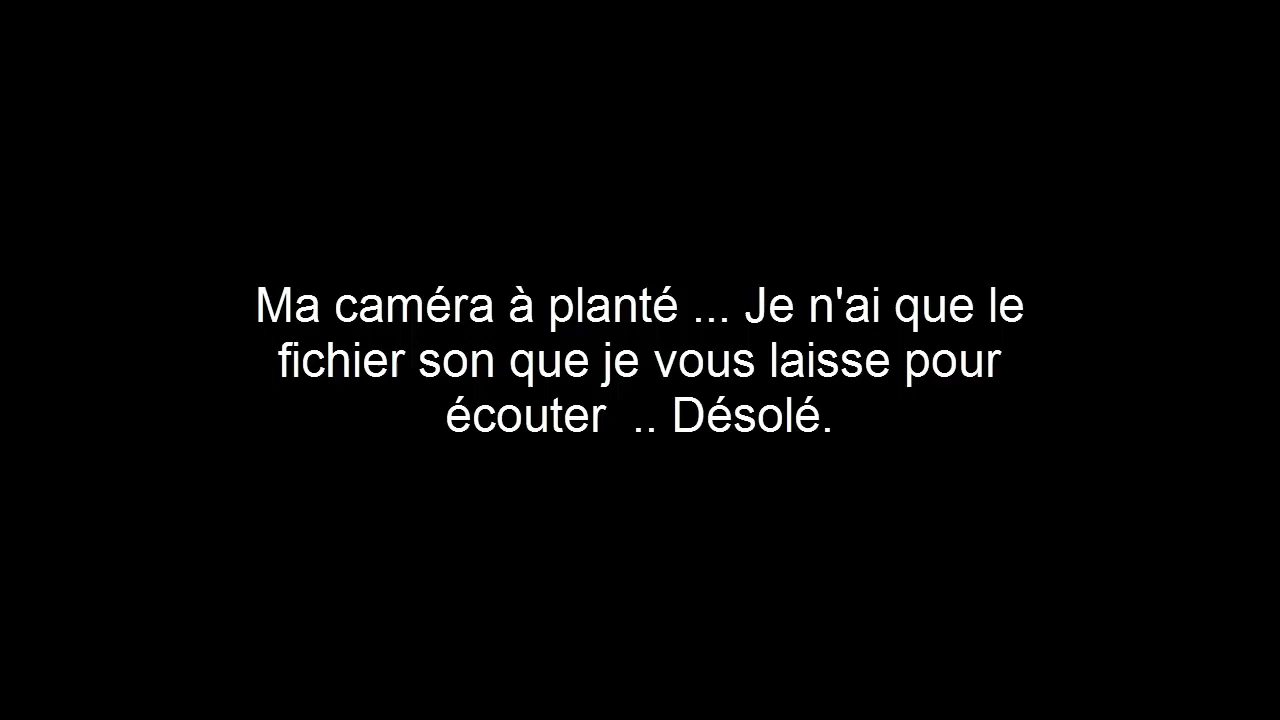 Ma caméra à planté ... Je n'ai que le
fichier son que je vous laisse pour
écouter  .. Désolé.